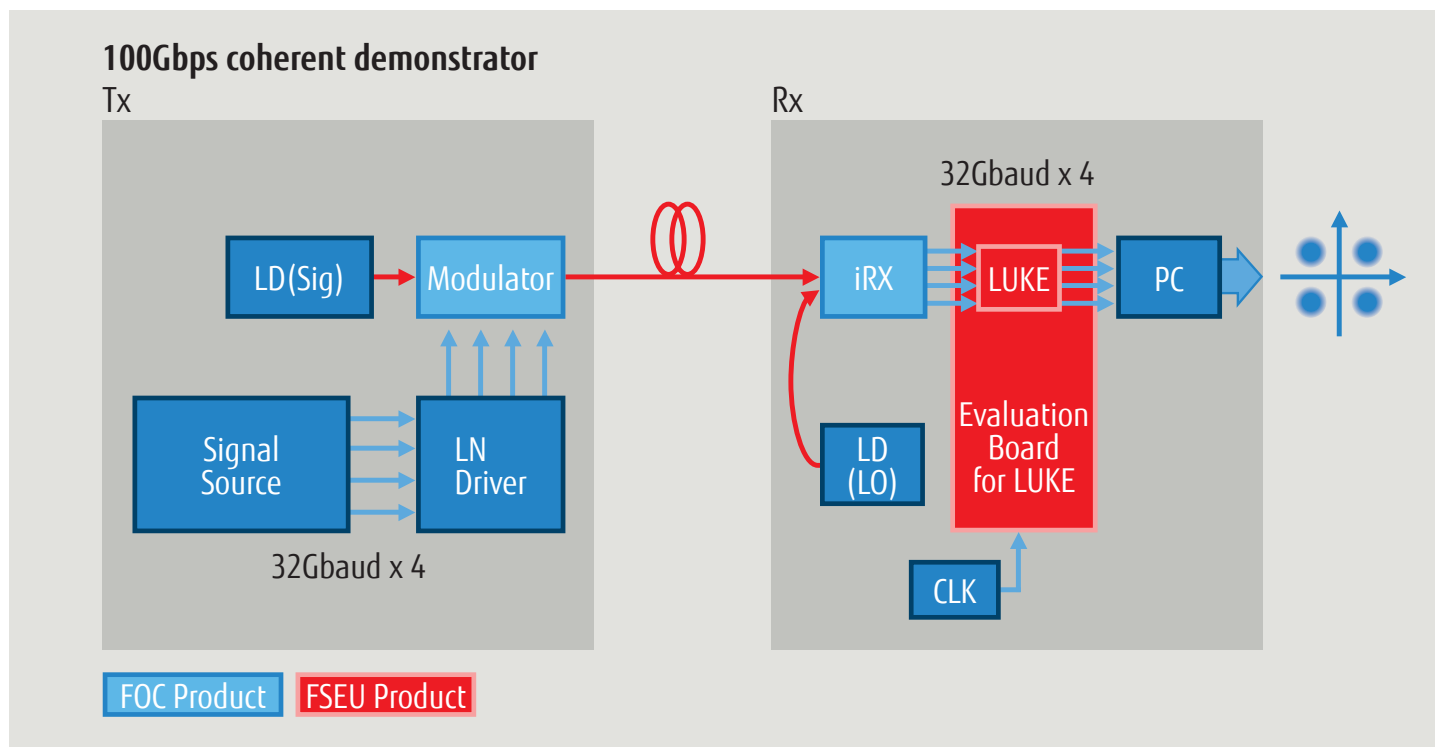 100Gbps coherent demonstrator
Tx
Rx
32Gbaud x 4
LD(Sig)
Modulator
iRX
LUKE
PC
Signal
Source
LN
Driver
LD
(LO)
Evaluation
Board
for LUKE
32Gbaud x 4
CLK
FOC Product
FSEU Product